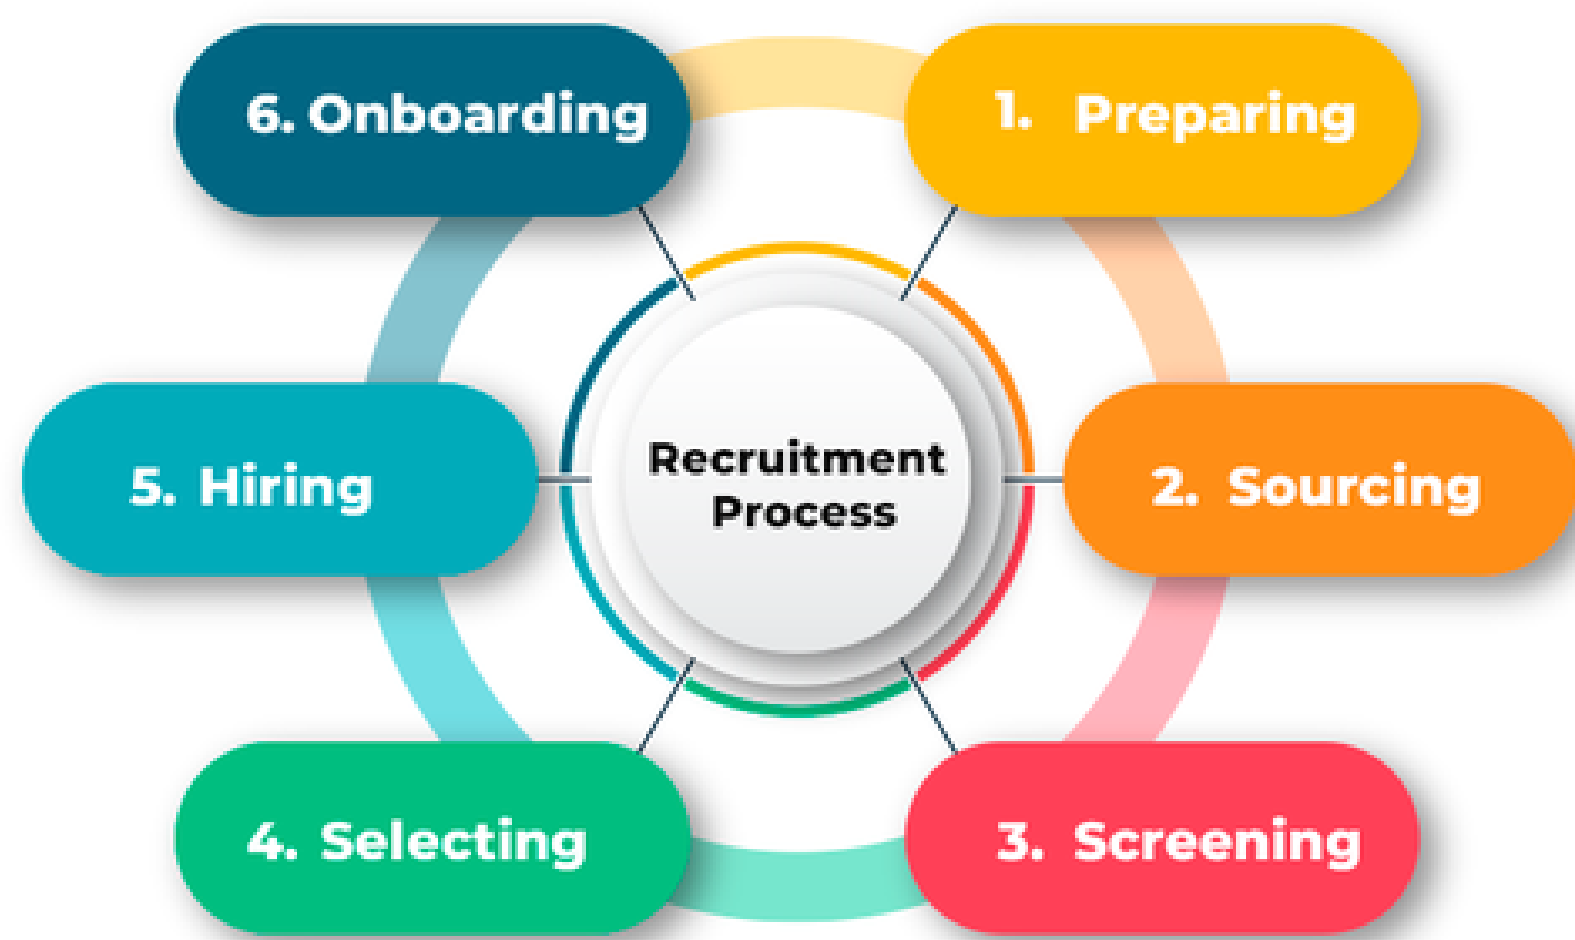 Recruitment
Process
1. Preparing
2. Sourcing
3. Screening
4. Selecting
5. Hiring
6. Onboarding